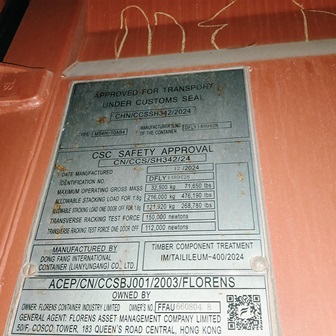 APPROVED FOR TRANSPORT
UNDER CUSTOMS SEAL
CHN/CCSSH342/2024
TYPE MANUFACTURER'S NO. OF THE CONTAINER
CSC SAFETY APPROVAL
CN/CCS/SH342/24
DATE MANUFACTURED /2024
IDENTIFICATION NO.
MAXIMUM OPERATING GROSS MASS 32,500 kg 71,650 lbs
ALLOWABLE STACKING LOAD FOR 1.8g 216,000 kg 476,190 lbs
ALLOWABLE STACKING LOAD ONE DOOR OFF FOR 1.8g 121,920 kg 268,780 lbs
TRANSVERSE RACKING TEST FORCE 150,000 newtons
TRANSVERSE RACKING TEST FORCE ONE DOOR OFF 112,000 newtons
MANUFACTURED BY
DONG FANG INTERNATIONAL
CONTAINER (LIANYUNGANG) CO., LTD.
TIMBER COMPONENT TREATMENT
IM/TAILILEUM-400/2024
ACEP/CN/CCSBJ001/2003/FLORENS
OWNED BY
OWNER: FLORENS CONTAINER INDUSTRY LIMITED OWNER'S NO. FFAU
GENERAL AGENT: FLORENS ASSET MANAGEMENT COMPANY LIMITED
50/F, COSCO TOWER, 183 QUEEN'S ROAD CENTRAL, HONG KONG